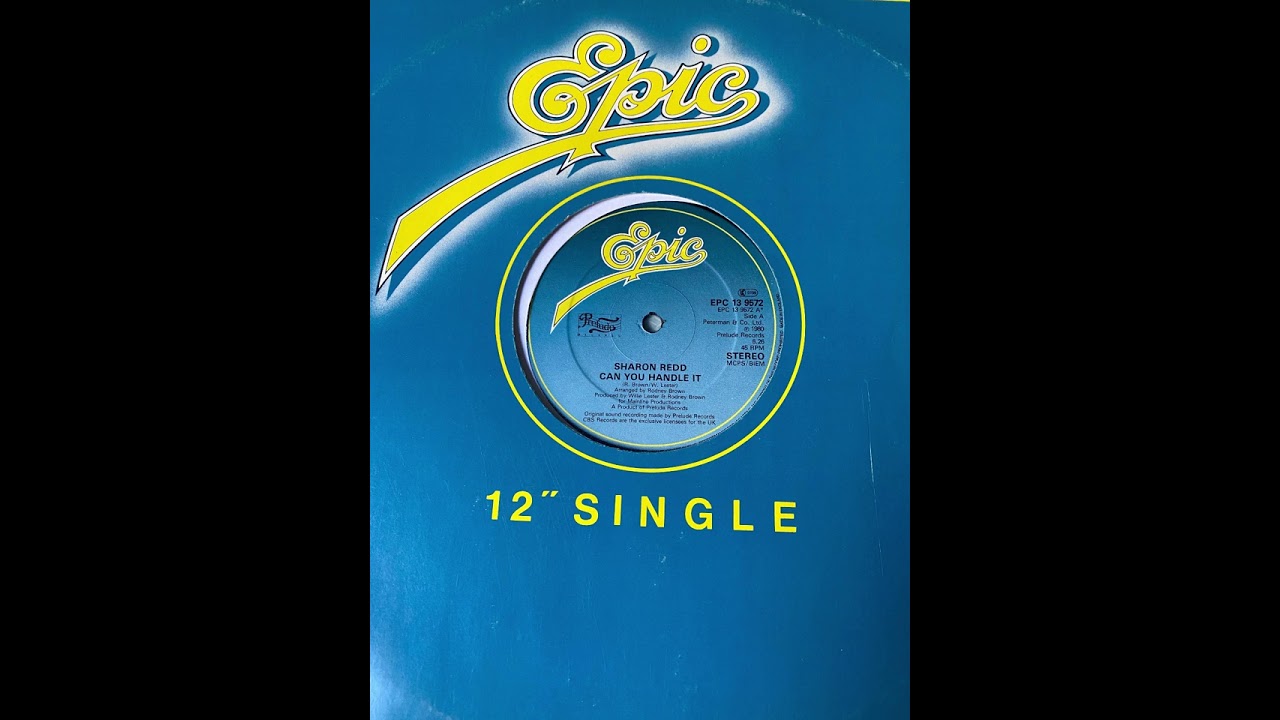 Epic
12″ SINGLE
Epic
EPC 13 9572
EPC 13 9572 A*
Side A
Peterman & Co. Ltd.
℗ 1980
Prelude Records
45 RPM
STEREO
MCPS/BIEM
Prelude
RECORDS
SHARON REDD
CAN YOU HANDLE IT
(R. Brown/W. Lester)
Arranged by Rodney Brown
Produced by Willie Lester & Rodney Brown
for Mainline Productions
A Product of Prelude Records
Original sound recording made by Prelude Records
CBS Records are the exclusive licensees for the UK